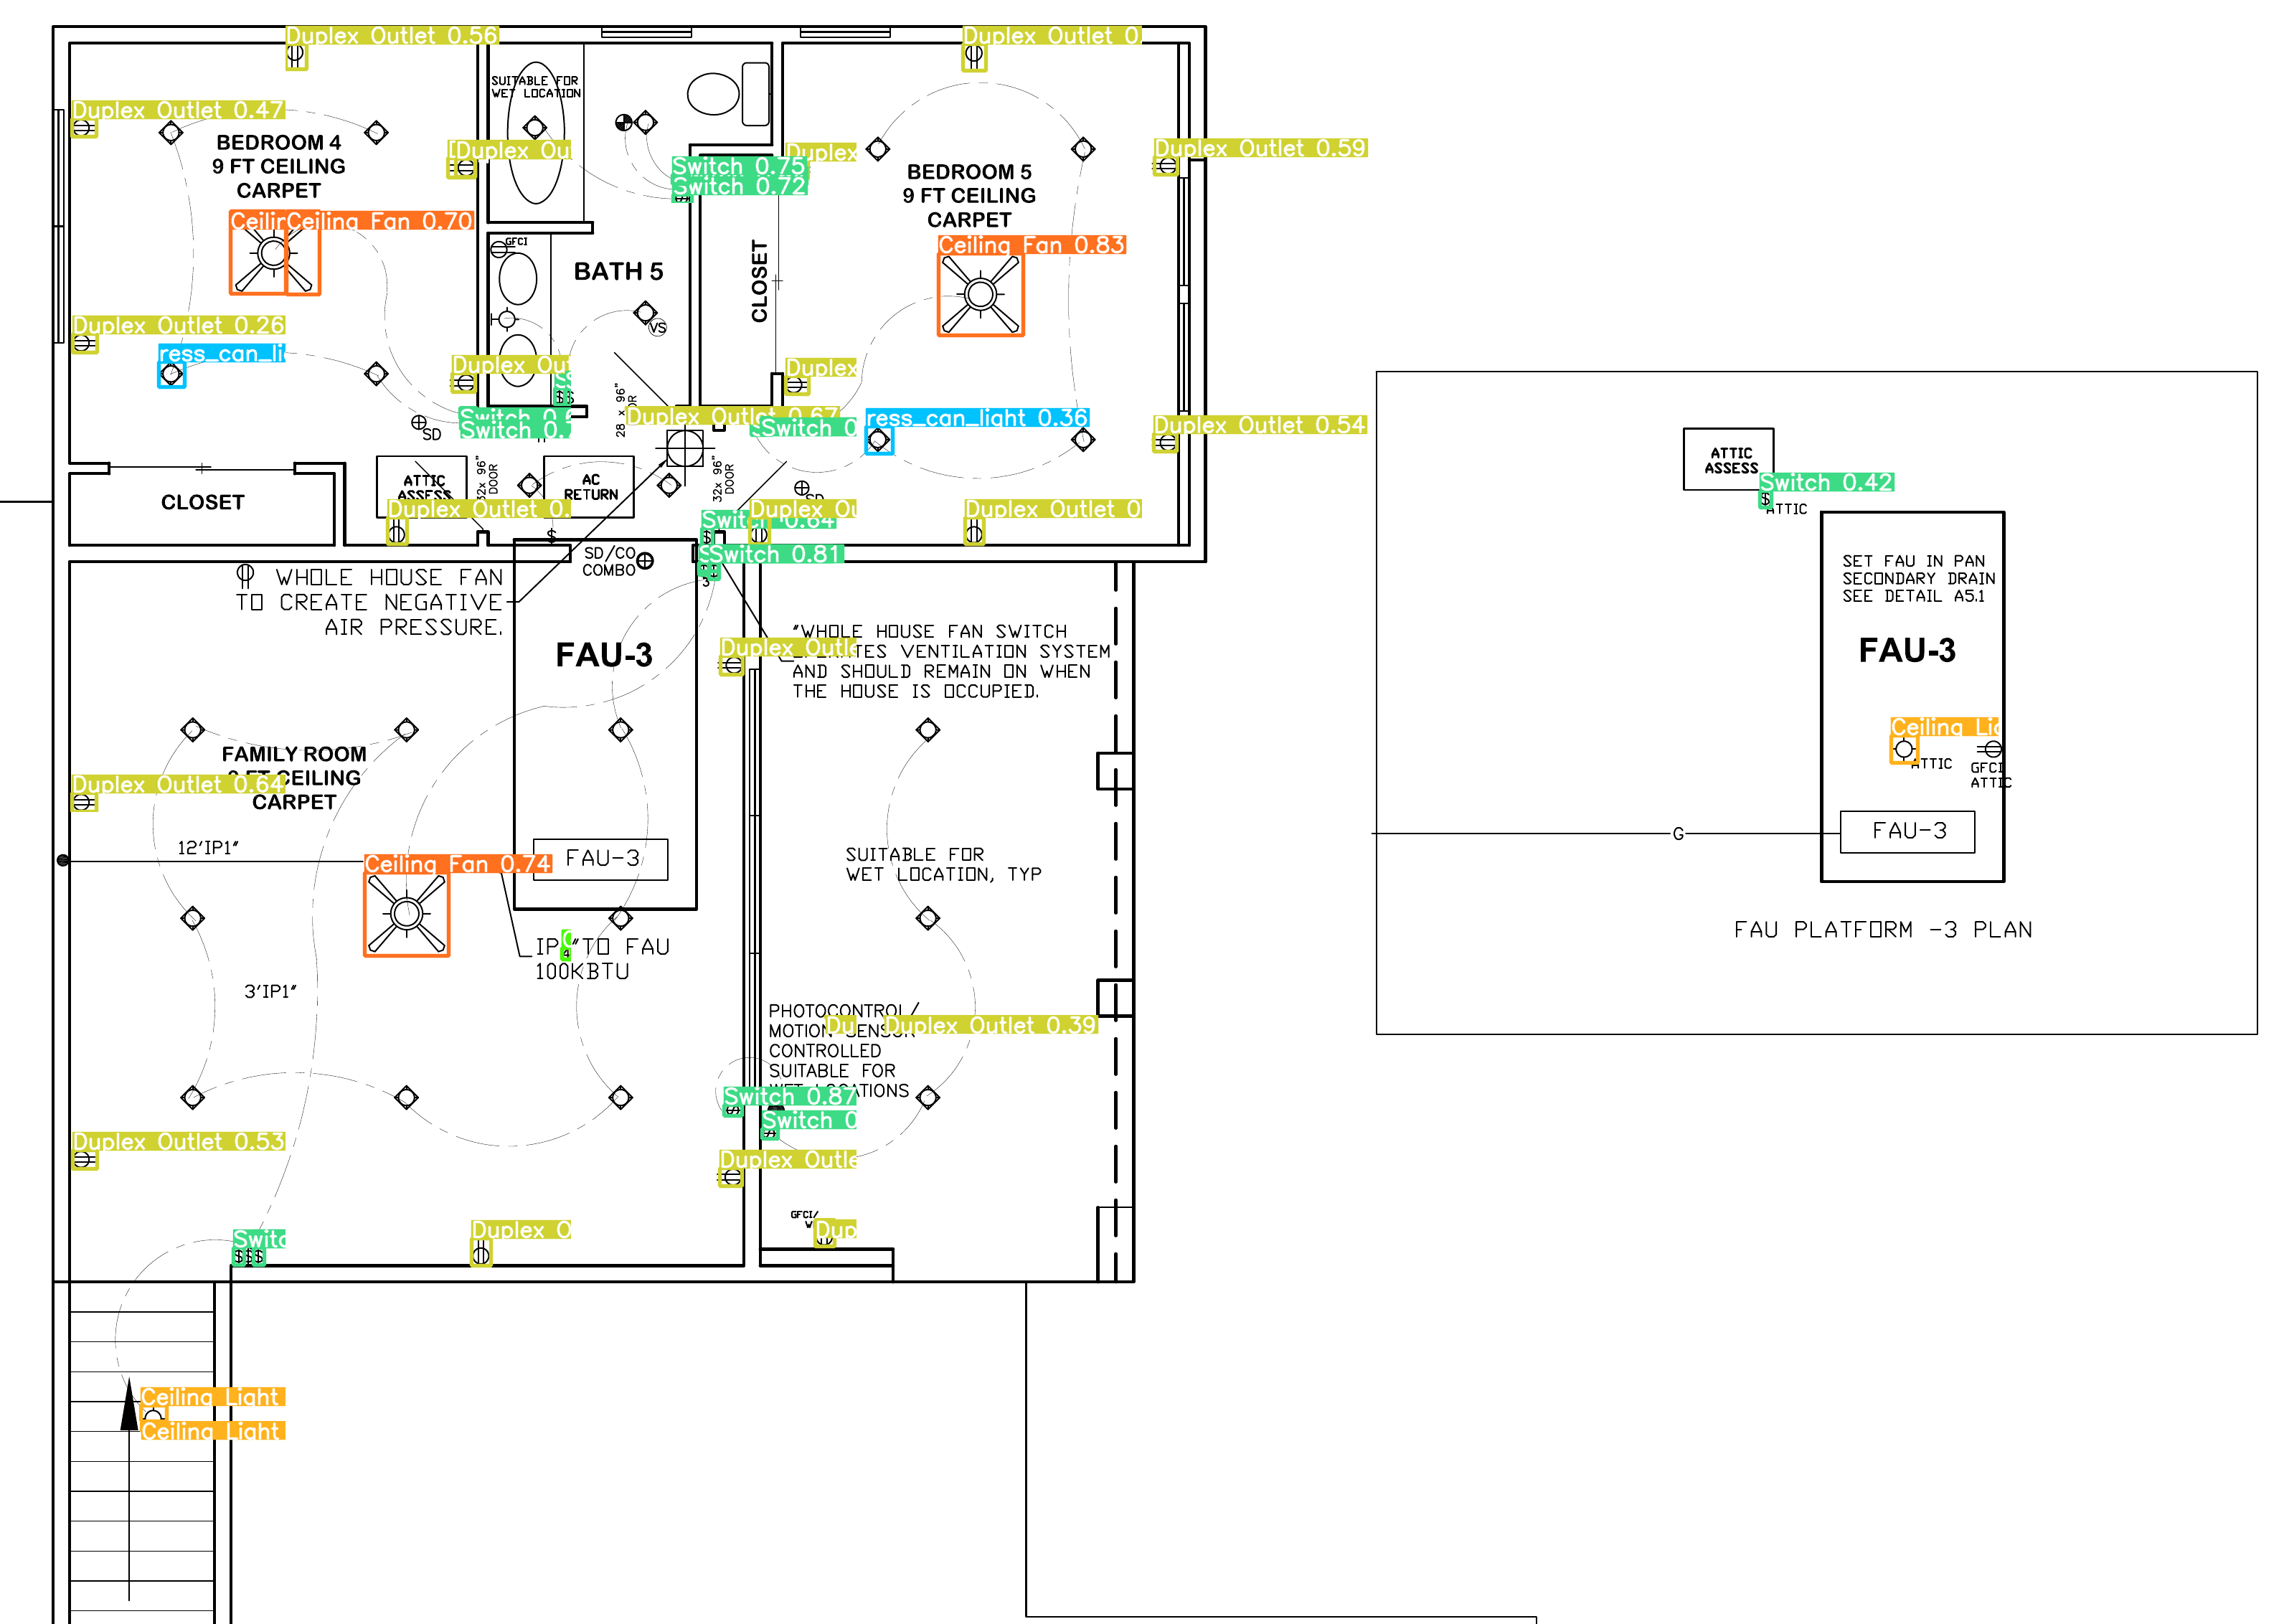 Duplex Outlet 0.56
Duplex Outlet 0
SUITABLE FOR
WET LOCATION
Duplex Outlet 0.47
BEDROOM 4
9 FT CEILING
CARPET
Duplex Ou
Duplex
Switch 0.75
Switch 0.72
BEDROOM 5
9 FT CEILING
CARPET
Duplex Outlet 0.59
Ceilin
Ceiling Fan 0.70
GFCI
BATH 5
CLOSET
Ceiling Fan 0.83
VS
Duplex Outlet 0.26
ress_can_li
Duplex Out
Duplex
28 x 96"
$
Switch 0.
Switch 0.
SD
Duplex Outlet 0.67
Switch 0
ress_can_light 0.36
Duplex Outlet 0.54
CLOSET
ATTIC
ASSESS
32x 96"
DOOR
AC
RETURN
32x 96"
DOOR
SD
Duplex Outlet 0.
Duplex Ou
Duplex Outlet 0
Switch 0.64
$
$
ATTIC
ASSESS
Switch 0.42
$
ATTIC
SD/CO
COMBO
Switch 0.81
3
WHOLE HOUSE FAN
TO CREATE NEGATIVE
AIR PRESSURE.
FAU-3
Duplex Outle
"WHOLE HOUSE FAN SWITCH
OPERATES VENTILATION SYSTEM
AND SHOULD REMAIN ON WHEN
THE HOUSE IS OCCUPIED.
SET FAU IN PAN
SECONDARY DRAIN
SEE DETAIL A5.1
FAU-3
FAMILY ROOM
9 FT CEILING
CARPET
Duplex Outlet 0.64
12'IP1"
Ceiling Fan 0.74
FAU-3
SUITABLE FOR
WET LOCATION, TYP
Ceiling Lig
ATTIC
GFCI
ATTIC
G
FAU-3
FAU PLATFORM -3 PLAN
IP "TO FAU
100KBTU
3'IP1"
PHOTOCONTROL/
MOTION SENSOR
CONTROLLED
SUITABLE FOR
WET LOCATIONS
Du
Duplex Outlet 0.39
Switch 0.87
$
Switch 0
$
Duplex Outlet 0.53
Duplex Outle
GFCI/
Dup
Switc
$$$
Duplex O
Ceiling Light
Ceiling Light